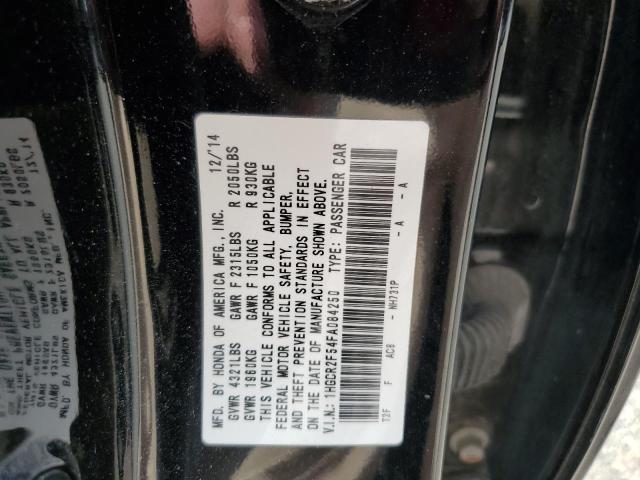 MFD. BY HONDA OF AMERICA MFG., INC. 12/'14
GVWR 4321LBS GAWR F 2315LBS R 2050LBS
GVWR 1960KG GAWR F 1050KG R 930KG
THIS VEHICLE CONFORMS TO ALL APPLICABLE
FEDERAL MOTOR VEHICLE SAFETY, BUMPER,
AND THEFT PREVENTION STANDARDS IN EFFECT
ON THE DATE OF MANUFACTURE SHOWN ABOVE.
V.I.N.: 1HGCR2F54FA084250 TYPE: PASSENGER CAR
T2F F AC8 - NH731P - A - A